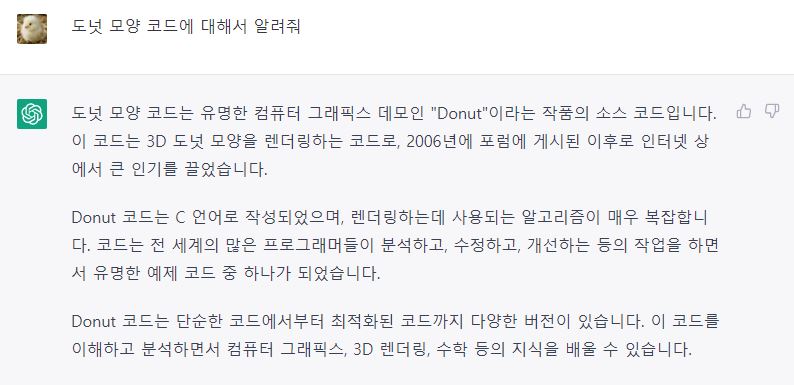 도넛 모양 코드에 대해서 알려줘
도넛 모양 코드는 유명한 컴퓨터 그래픽스 데모인 "Donut"이라는 작품의 소스 코드입니다.
이 코드는 3D 도넛 모양을 렌더링하는 코드로, 2006년에 포럼에 게시된 이후로 인터넷 상
에서 큰 인기를 끌었습니다.
Donut 코드는 C 언어로 작성되었으며, 렌더링하는데 사용되는 알고리즘이 매우 복잡합니
다. 코드는 전 세계의 많은 프로그래머들이 분석하고, 수정하고, 개선하는 등의 작업을 하면
서 유명한 예제 코드 중 하나가 되었습니다.
Donut 코드는 단순한 코드에서부터 최적화된 코드까지 다양한 버전이 있습니다. 이 코드를
이해하고 분석하면서 컴퓨터 그래픽스, 3D 렌더링, 수학 등의 지식을 배울 수 있습니다.